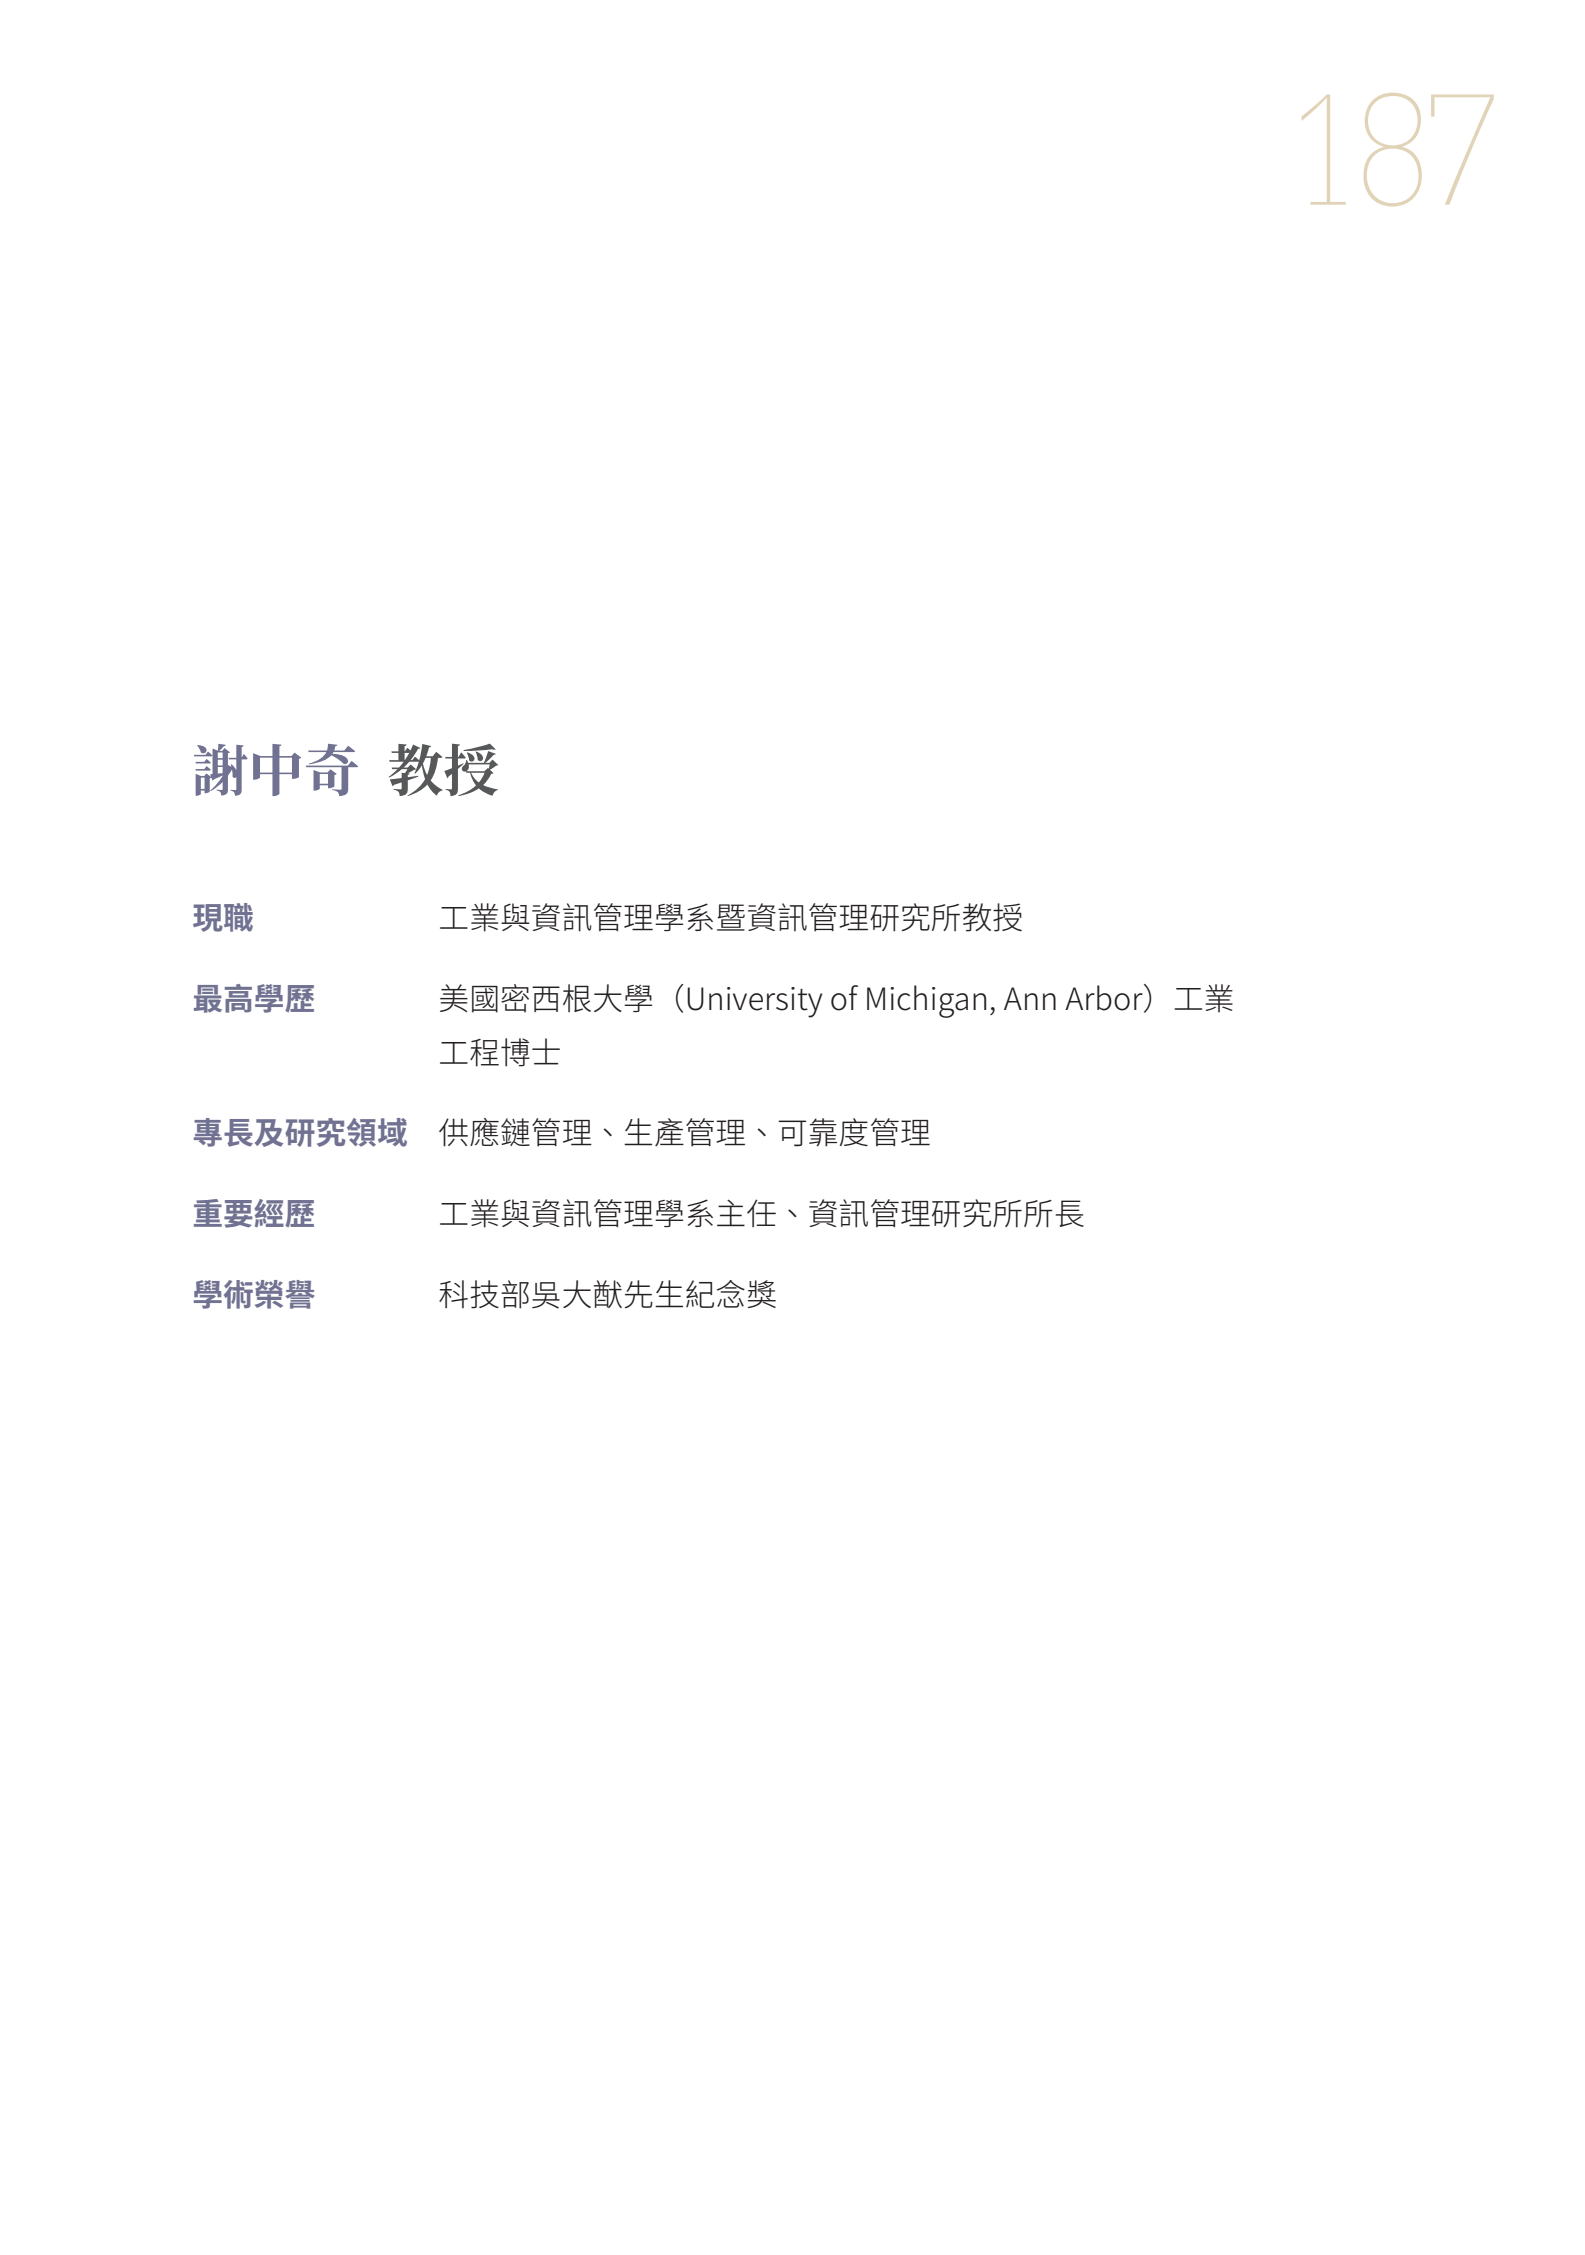 187
謝中奇 教授
現職 工業與資訊管理學系暨資訊管理研究所教授
最高學歷 美國密西根大學（University of Michigan, Ann Arbor）工業
工程博士
專長及研究領域 供應鏈管理、生產管理、可靠度管理
重要經歷 工業與資訊管理學系主任、資訊管理研究所所長
學術榮譽 科技部吳大猷先生紀念獎